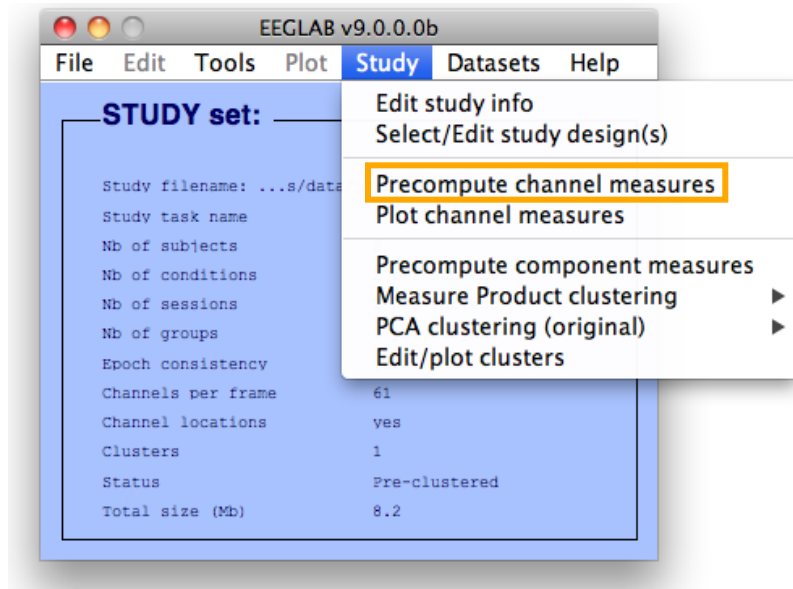 EEGLAB v9.0.0.0b
File Edit Tools Plot Study Datasets Help
STUDY set:
Edit study info
Select/Edit study design(s)
Precompute channel measures
Plot channel measures
Precompute component measures
Measure Product clustering
PCA clustering (original)
Edit/plot clusters
Study filename: ...s/data
Study task name
Nb of subjects
Nb of conditions
Nb of sessions
Nb of groups
Epoch consistency
Channels per frame 61
Channel locations yes
Clusters 1
Status Pre-clustered
Total size (Mb) 8.2